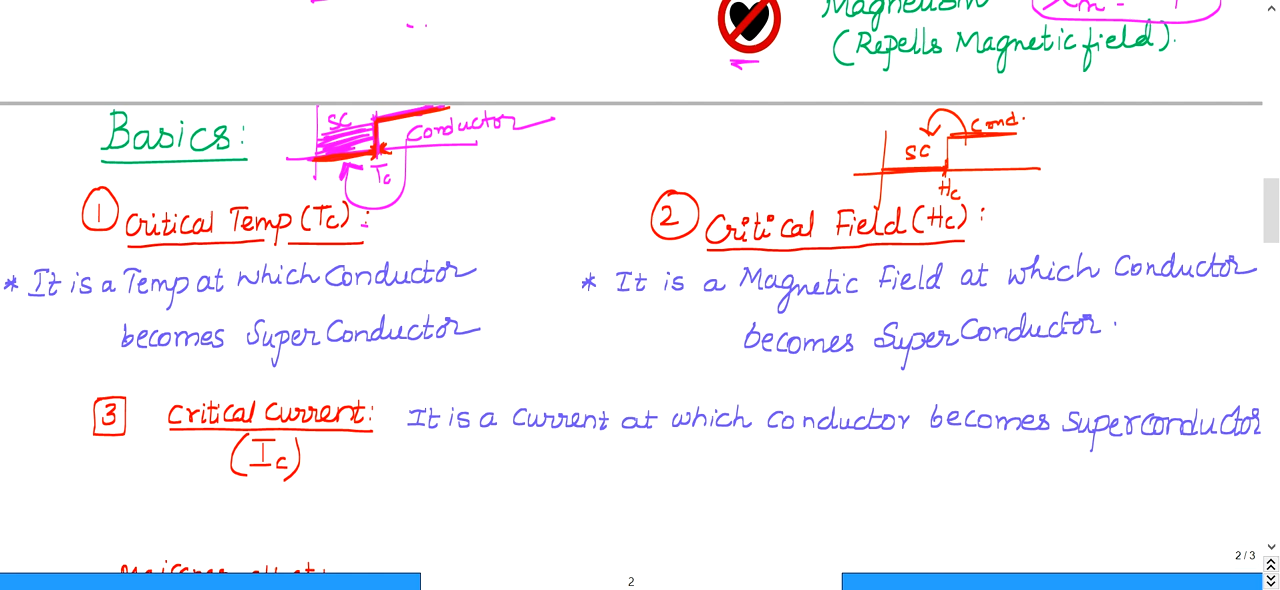 Magnetism
(Repells Magnetic field).
Basics:
SC
Conductor
Tc
Cond.
SC
Hc
1 Critical Temp (Tc):
* It is a Temp at which Conductor
becomes Super Conductor
2 Critical Field (Hc):
* It is a Magnetic Field at which Conductor
becomes Super Conductor.
3 Critical Current: It is a current at which conductor becomes superconductor
(Ic)
2 / 3
2